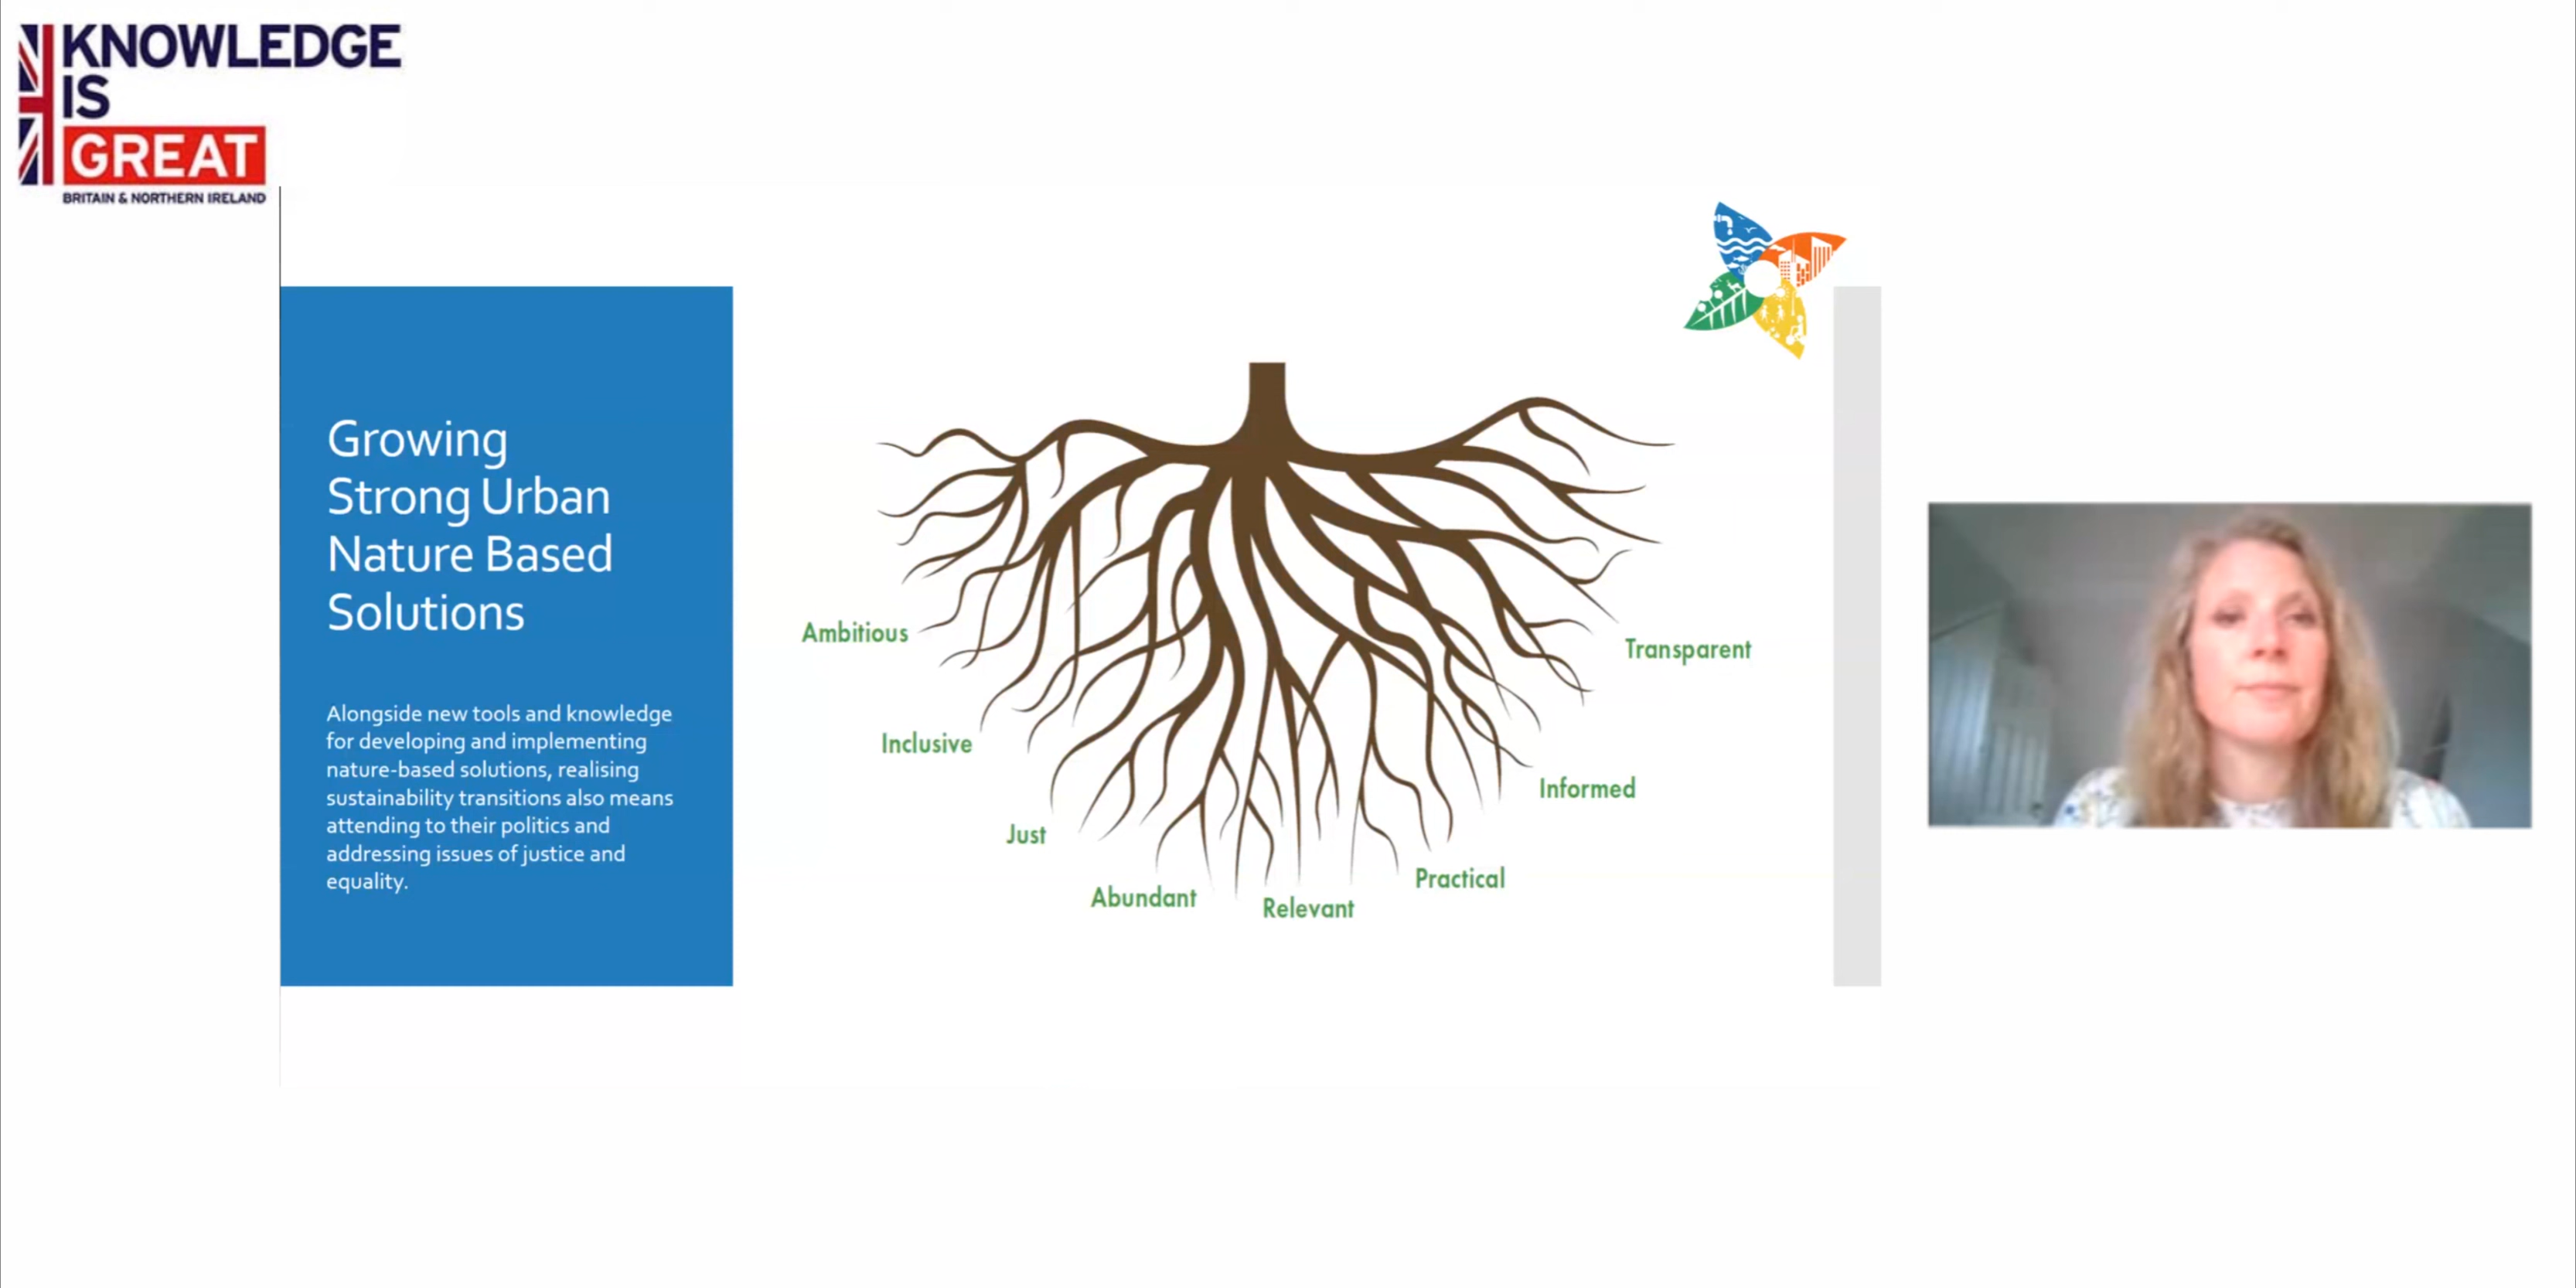 KNOWLEDGE
IS
GREAT
BRITAIN & NORTHERN IRELAND
Growing
Strong Urban
Nature Based
Solutions
Alongside new tools and knowledge
for developing and implementing
nature-based solutions, realising
sustainability transitions also means
attending to their politics and
addressing issues of justice and
equality.
Ambitious
Inclusive
Just
Abundant
Relevant
Practical
Informed
Transparent